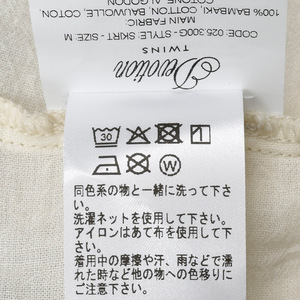 Devotion
TWINS
CODE: 025.300G - STYLE SKIRT - SIZE: M
MAIN FABRIC
100% BAMBAKI, COTTON, BAUWOLLE, COTON,
COTONE, ALGODON
30
W
同色系の物と一緒に洗って下さい。
洗濯ネットを使用して下さい。
アイロンはあて布を使用して下さい。
着用中の摩擦や汗、雨などで濡
れた時など他の物への色移りに
ご注意下さい。